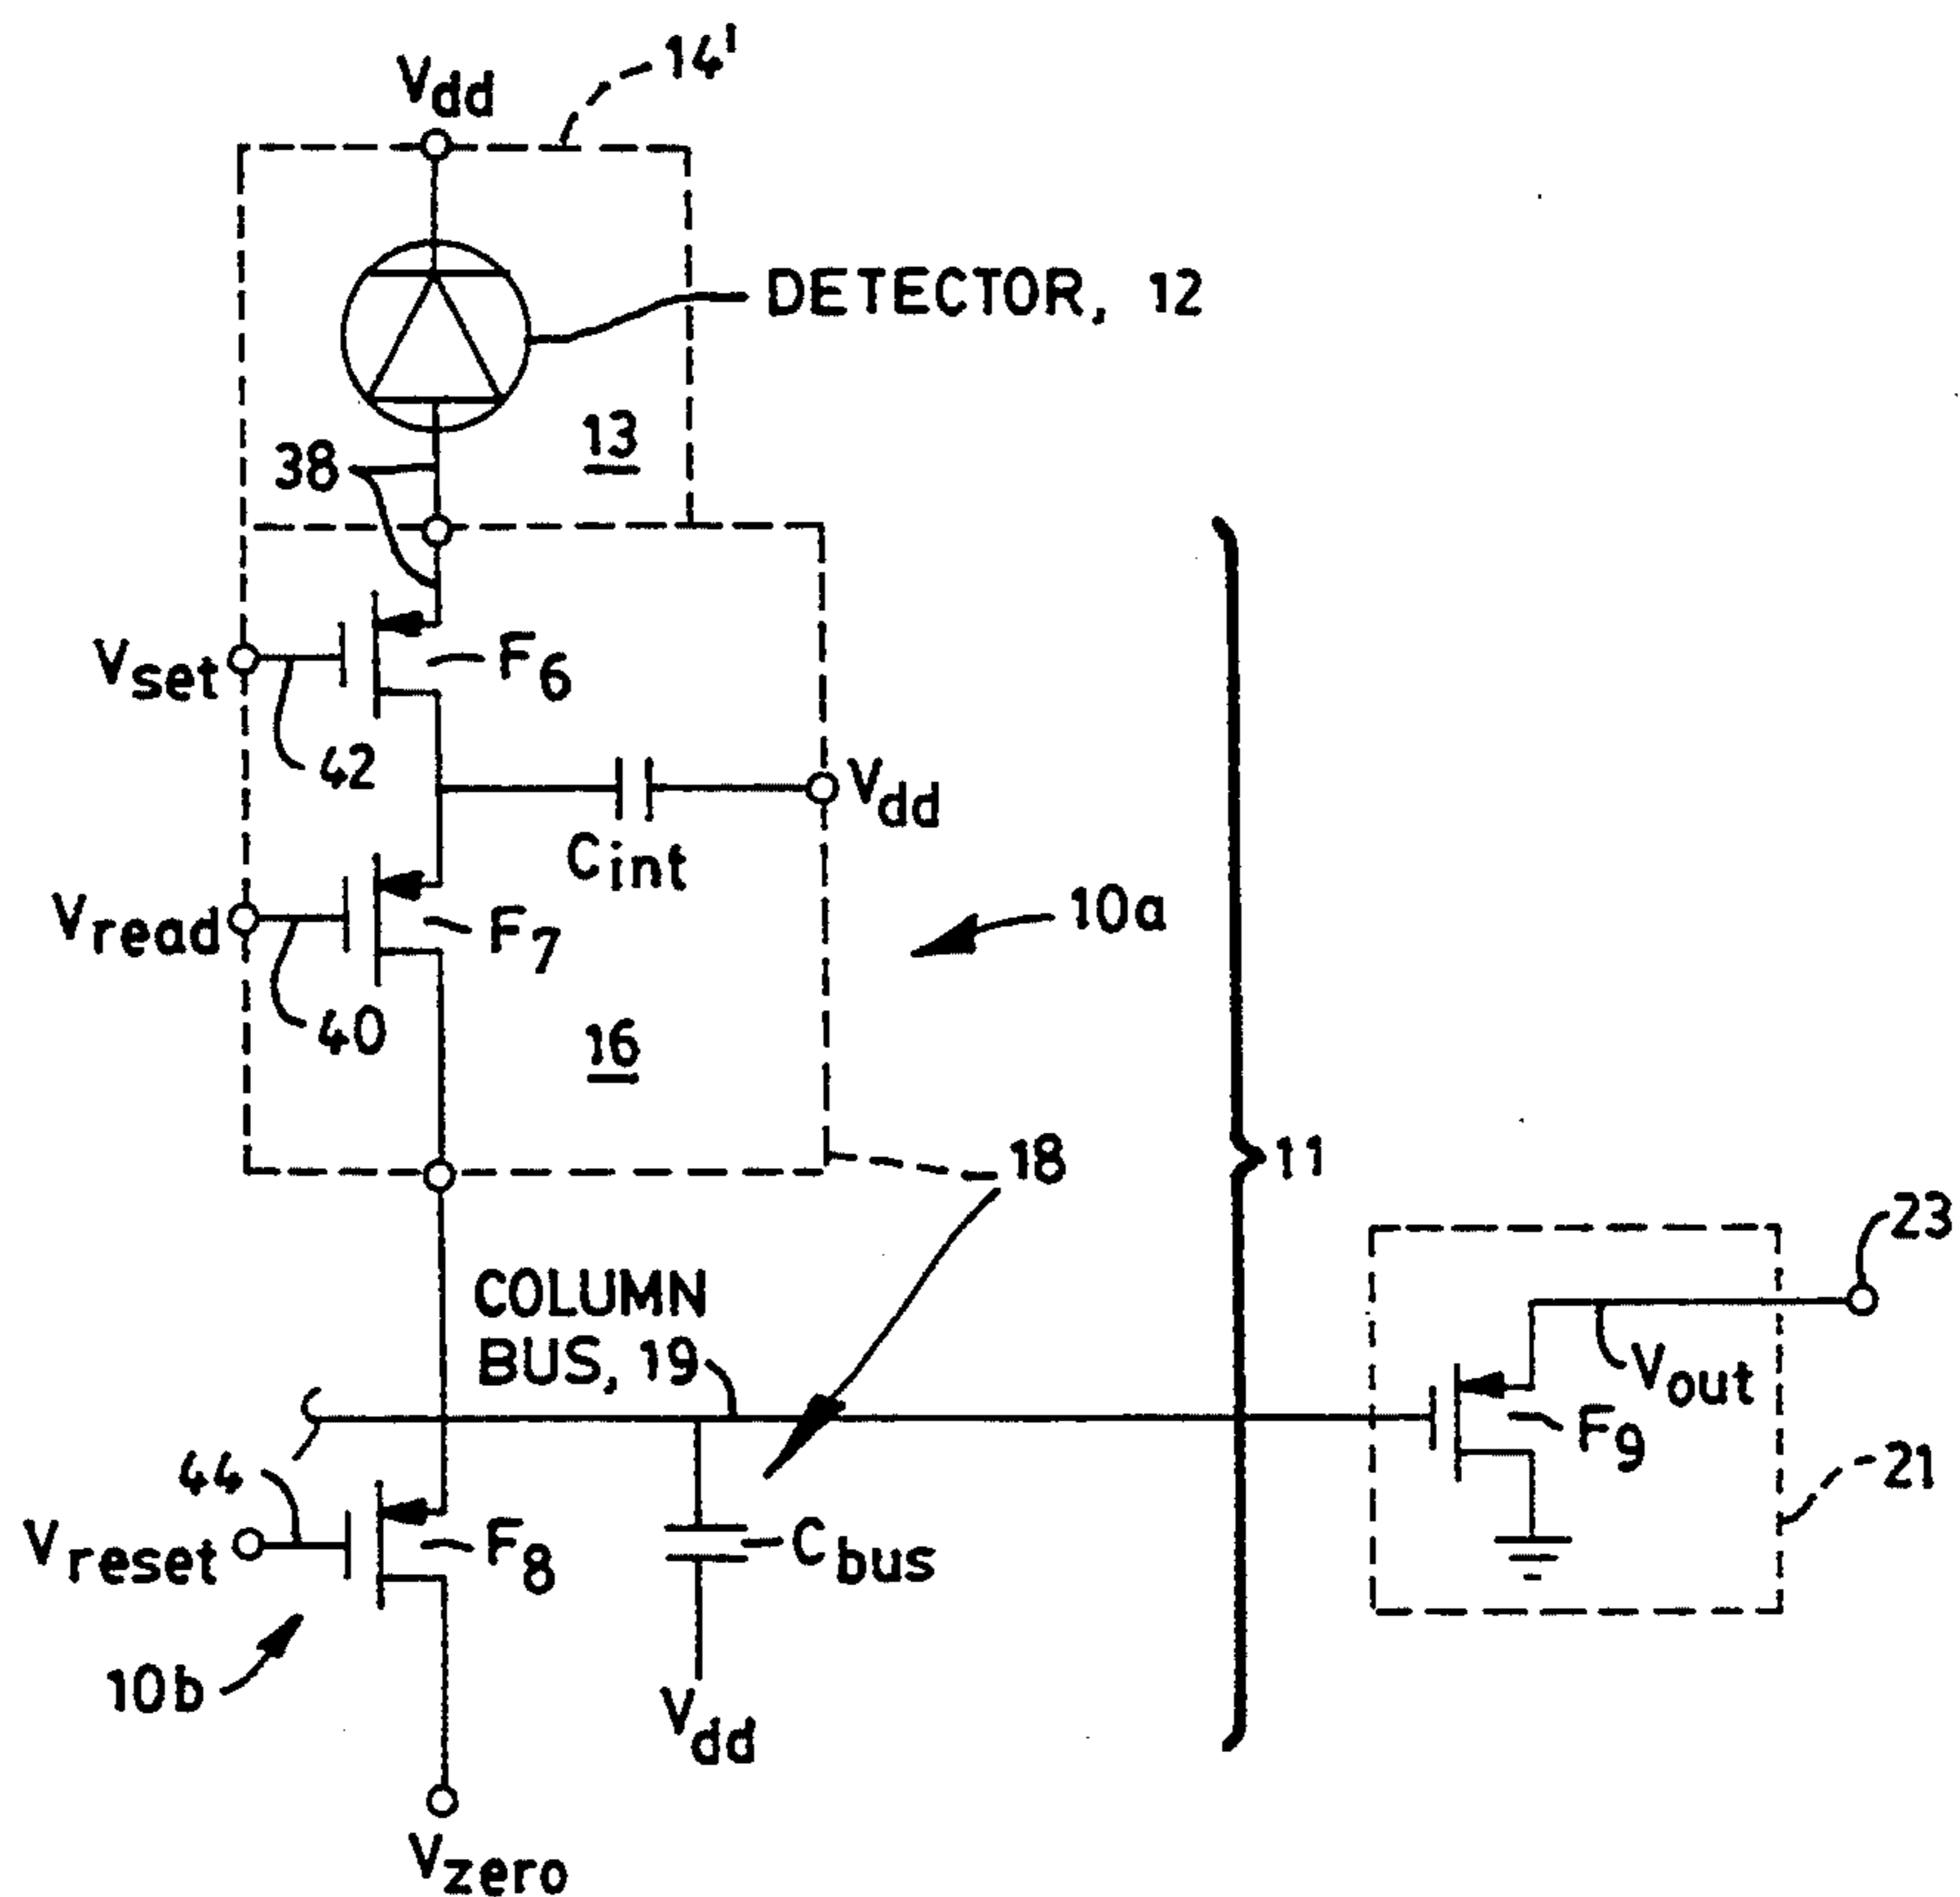 Vdd
14'
DETECTOR, 12
13
38
Vset
F6
42
Vdd
Cint
Vread
F7
10a
40
16
18
11
23
COLUMN
BUS, 19
Vout
F9
44
21
Vreset
F8
Cbus
10b
Vdd
Vzero